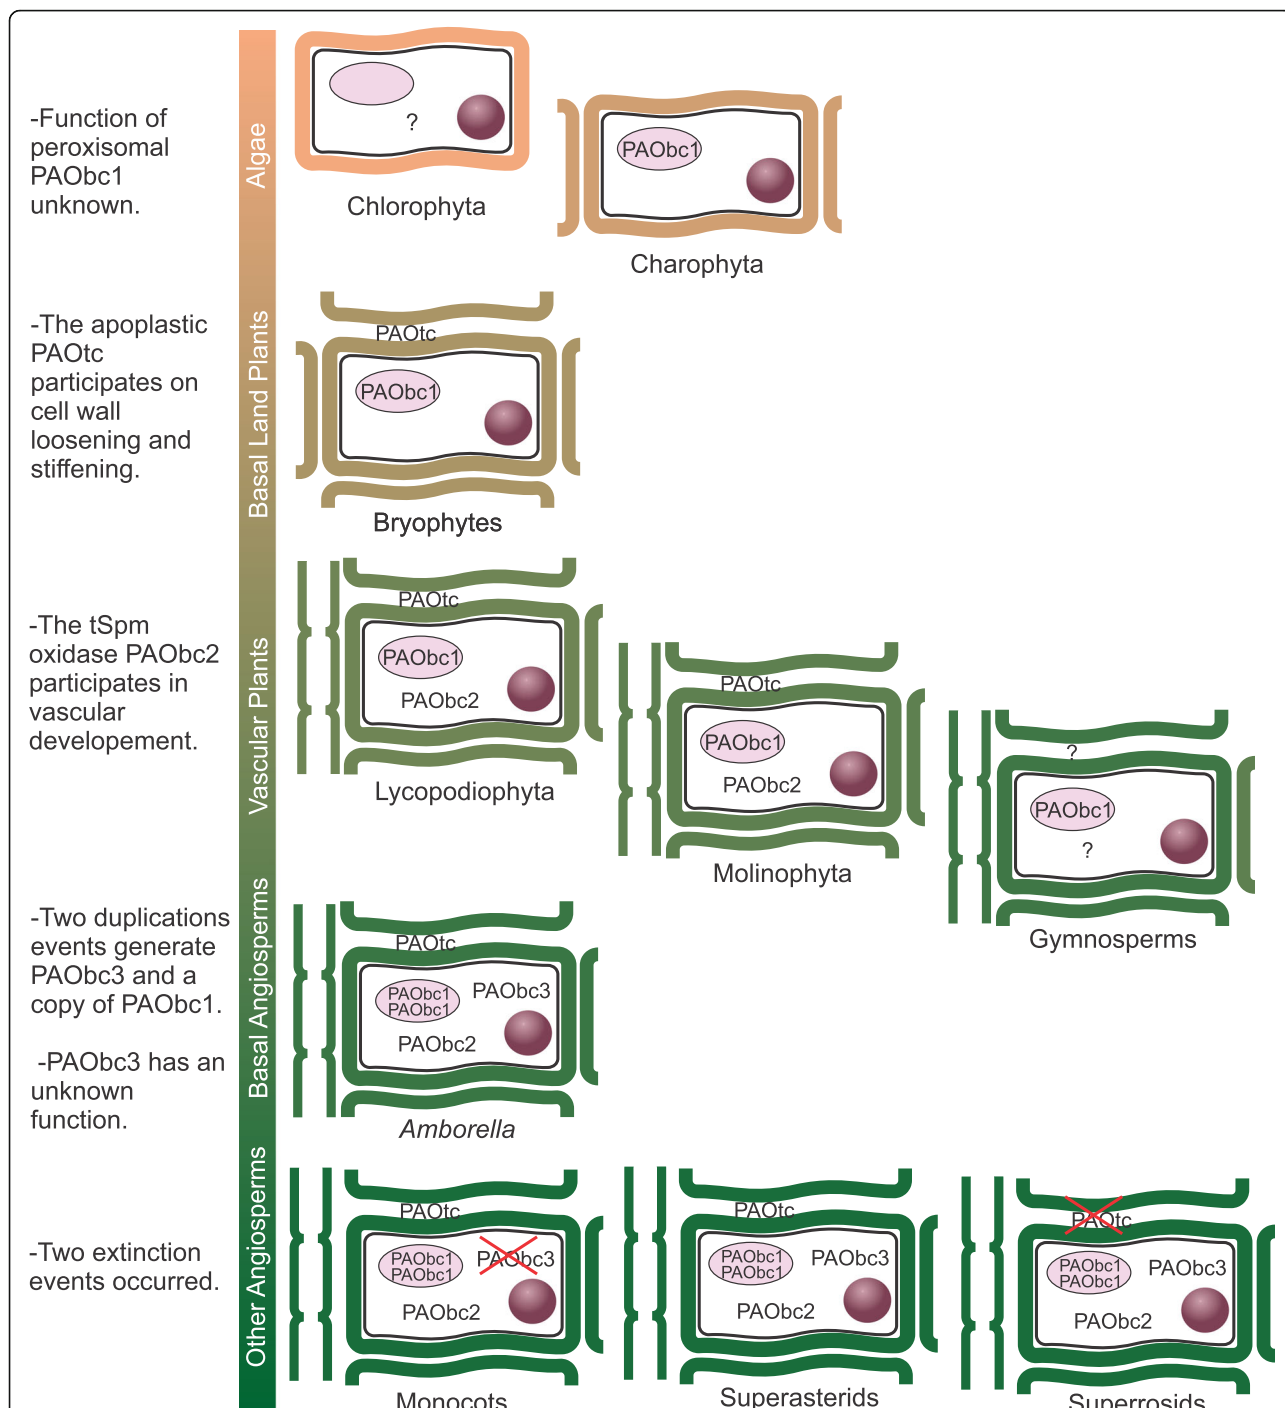 -Function of
peroxisomal
PAObc1
unknown.
Algae
?
Chlorophyta
PAObc1
Charophyta
-The apoplastic
PAOtc
participates on
cell wall
loosening and
stiffening.
Basal Land Plants
PAOtc
PAObc1
Bryophytes
-The tSpm
oxidase PAObc2
participates in
vascular
developement.
Vascular Plants
PAOtc
PAObc1
PAObc2
Lycopodiophyta
PAOtc
PAObc1
PAObc2
Molinophyta
?
PAObc1
?
Gymnosperms
-Two duplications
events generate
PAObc3 and a
copy of PAObc1.
-PAObc3 has an
unknown
function.
Basal Angiosperms
PAOtc
PAObc1
PAObc1
PAObc3
PAObc2
Amborella
-Two extinction
events occurred.
Other Angiosperms
PAOtc
PAObc1
PAObc1
PAObc3
PAObc2
Monocots
PAOtc
PAObc1
PAObc1
PAObc3
PAObc2
Superasterids
PAOtc
PAObc1
PAObc1
PAObc3
PAObc2
Superrosids